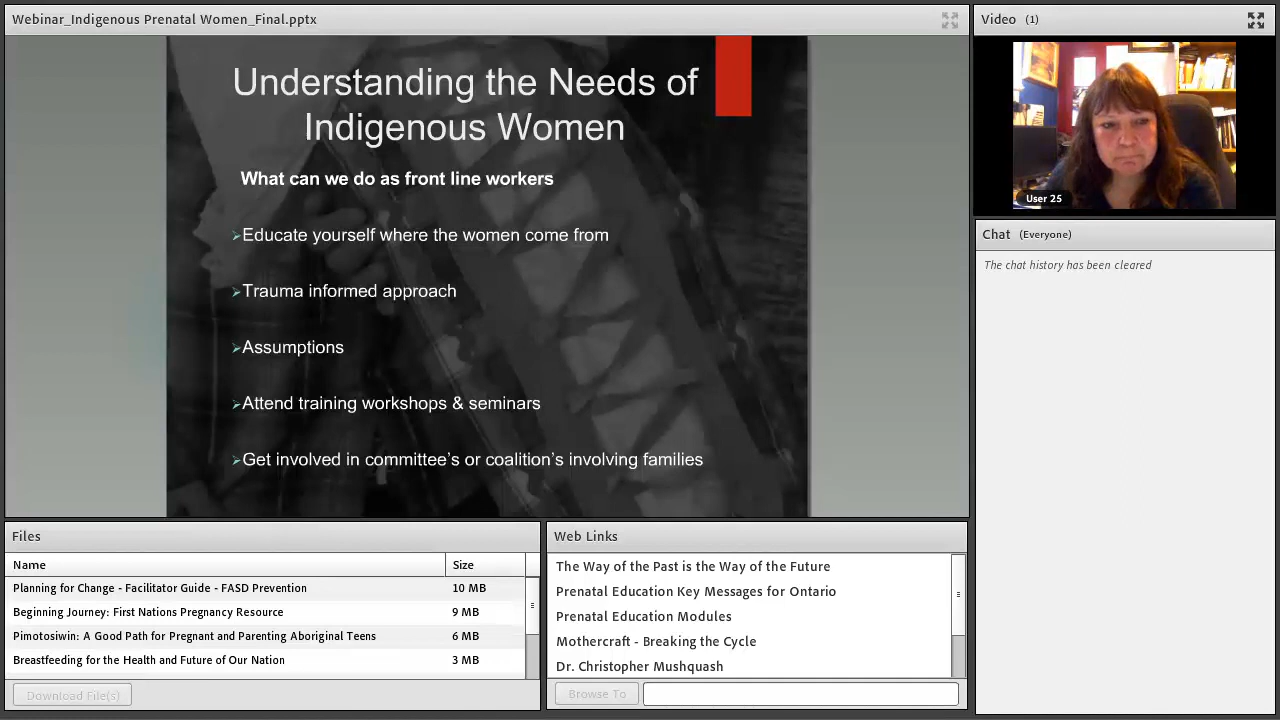 Webinar_Indigenous Prenatal Women_Final.pptx
Understanding the Needs of
Indigenous Women
What can we do as front line workers
➢Educate yourself where the women come from
➢Trauma informed approach
➢Assumptions
➢Attend training workshops & seminars
➢Get involved in committee's or coalition's involving families
Video (1)
User 25
Chat (Everyone)
The chat history has been cleared
Files
Name Size
Planning for Change - Facilitator Guide - FASD Prevention 10 MB
Beginning Journey: First Nations Pregnancy Resource 9 MB
Pimotosiwin: A Good Path for Pregnant and Parenting Aboriginal Teens 6 MB
Breastfeeding for the Health and Future of Our Nation 3 MB
Download File(s)
Web Links
The Way of the Past is the Way of the Future
Prenatal Education Key Messages for Ontario
Prenatal Education Modules
Mothercraft - Breaking the Cycle
Dr. Christopher Mushquash
Browse To